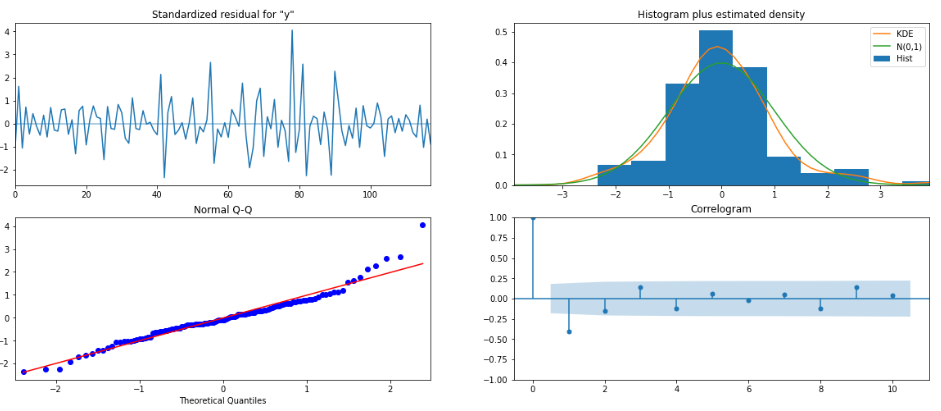 Standardized residual for "y"
4
3
2
1
0
−1
−2
0 20 40 60 80 100
Histogram plus estimated density
KDE
N(0,1)
Hist
0.5
0.4
0.3
0.2
0.1
0.0
−3 −2 −1 0 1 2 3
Normal Q-Q
4
3
2
1
0
−1
−2
−2 −1 0 1 2
Theoretical Quantiles
Correlogram
1.00
0.75
0.50
0.25
0.00
−0.25
−0.50
−0.75
−1.00
0 2 4 6 8 10